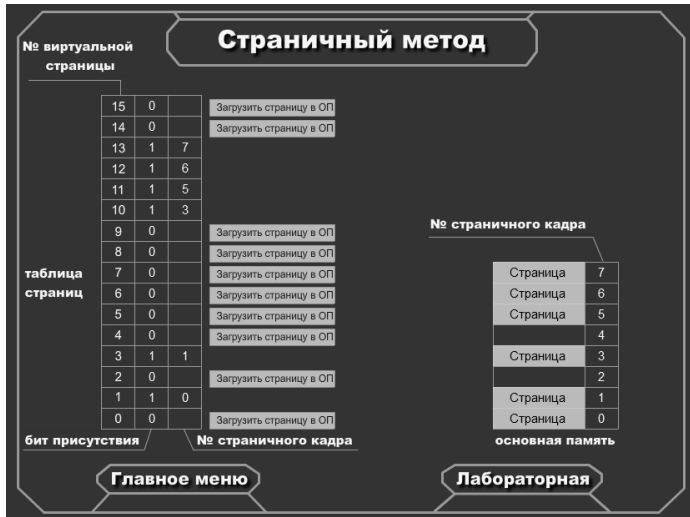 Страничный метод
№ виртуальной
страницы
15 0 Загрузить страницу в ОП
14 0 Загрузить страницу в ОП
13 1 7
12 1 6
11 1 5
10 1 3
№ страничного кадра
9 0 Загрузить страницу в ОП
8 0 Загрузить страницу в ОП
таблица
страниц
7 0 Загрузить страницу в ОП
6 0 Загрузить страницу в ОП
5 0 Загрузить страницу в ОП
4 0 Загрузить страницу в ОП
3 1 1
2 0 Загрузить страницу в ОП
1 1 0
0 0 Загрузить страницу в ОП
бит присутствия
№ страничного кадра
Страница 7
Страница 6
Страница 5
4
Страница 3
2
Страница 1
Страница 0
основная память
Главное меню
Лабораторная